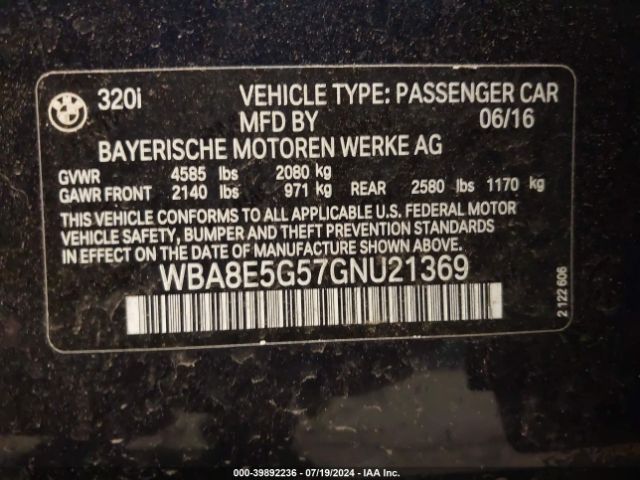 BMW
320i VEHICLE TYPE: PASSENGER CAR
MFD BY 06/16
BAYERISCHE MOTOREN WERKE AG
GVWR 4585 lbs 2080 kg
GAWR FRONT 2140 lbs 971 kg REAR 2580 lbs 1170 kg
THIS VEHICLE CONFORMS TO ALL APPLICABLE U.S. FEDERAL MOTOR
VEHICLE SAFETY, BUMPER AND THEFT PREVENTION STANDARDS
IN EFFECT ON THE DATE OF MANUFACTURE SHOWN ABOVE.
WBA8E5G57GNU21369
2 122 606
000-39892236 - 07/19/2024 - IAA Inc.